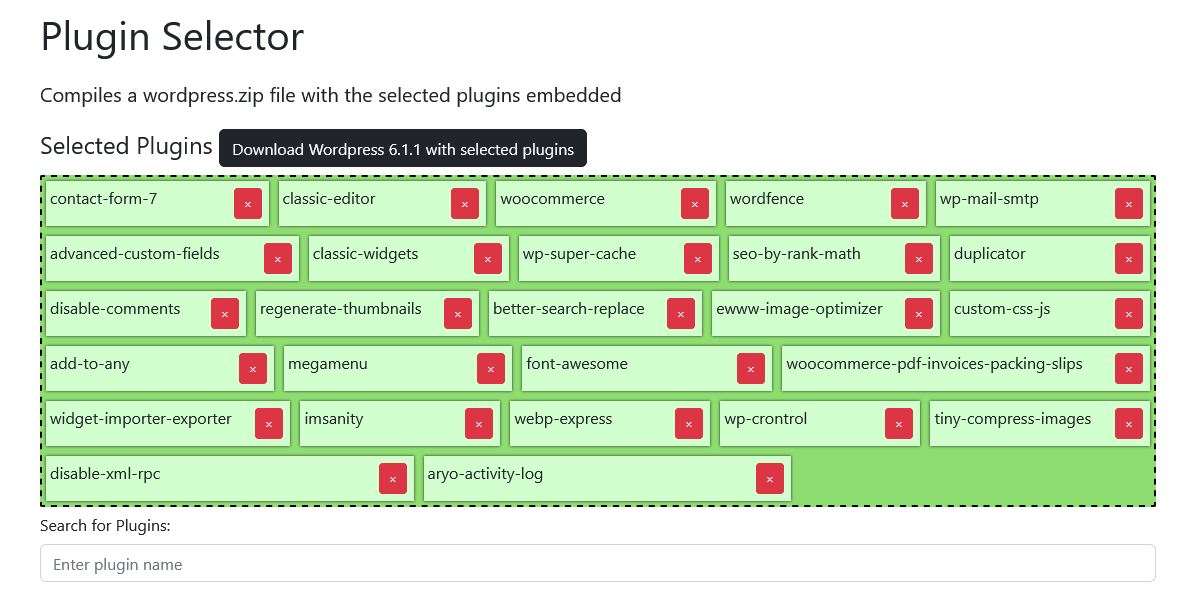 Plugin Selector
Compiles a wordpress.zip file with the selected plugins embedded
Selected Plugins Download Wordpress 6.1.1 with selected plugins
contact-form-7 × classic-editor × woocommerce × wordfence × wp-mail-smtp ×
advanced-custom-fields × classic-widgets × wp-super-cache × seo-by-rank-math × duplicator ×
disable-comments × regenerate-thumbnails × better-search-replace × ewww-image-optimizer × custom-css-js ×
add-to-any × megamenu × font-awesome × woocommerce-pdf-invoices-packing-slips ×
widget-importer-exporter × imsanity × webp-express × wp-crontrol × tiny-compress-images ×
disable-xml-rpc × aryo-activity-log ×
Search for Plugins:
Enter plugin name